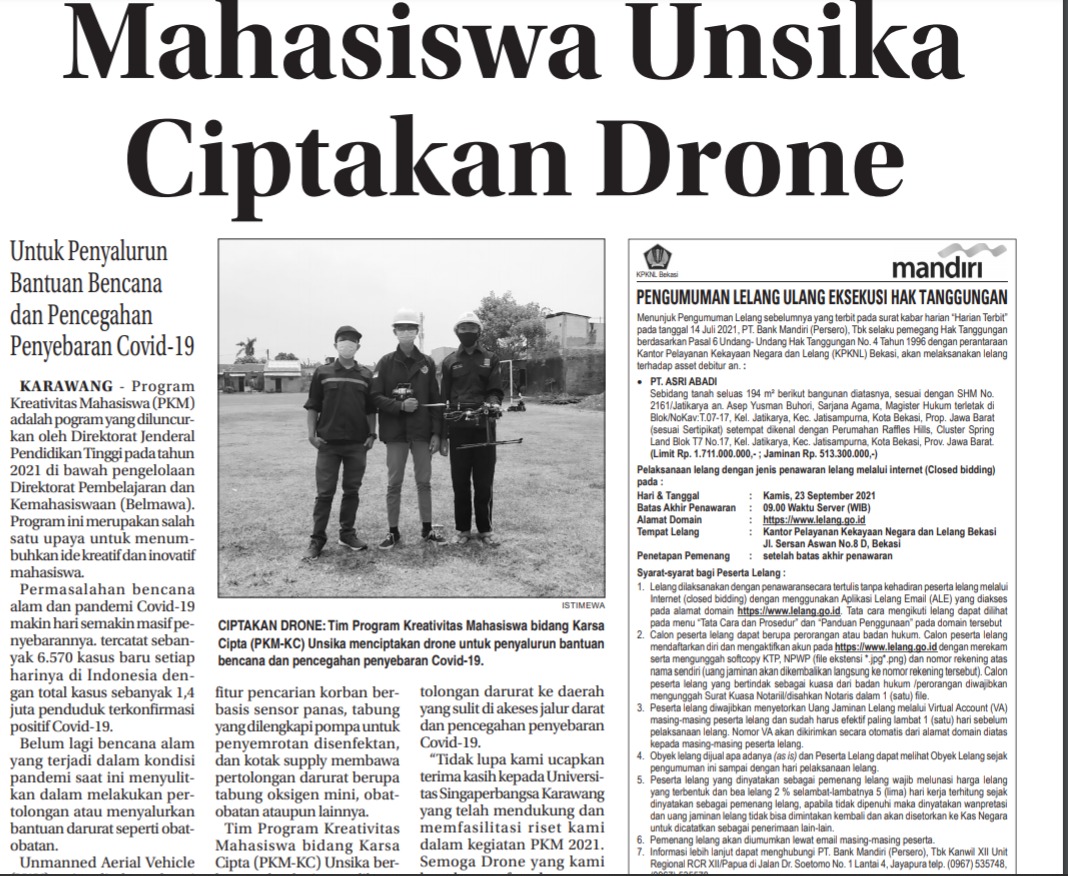 Mahasiswa Unsika
Ciptakan Drone
Untuk Penyalurun
Bantuan Bencana
dan Pencegahan
Penyebaran Covid-19
KARAWANG - Program
Kreativitas Mahasiswa (PKM)
adalah pogram yang diluncur-
kan oleh Direktorat Jenderal
Pendidikan Tinggi pada tahun
2021 di bawah pengelolaan
Direktorat Pembelajaran dan
Kemahasiswaan (Belmawa).
Program ini merupakan salah
satu upaya untuk menum-
buhkan ide kreatif dan inovatif
mahasiswa.
Permasalahan bencana
alam dan pandemi Covid-19
makin hari semakin masif pe-
nyebarannya. tercatat seban-
yak 6.570 kasus baru setiap
harinya di Indonesia den-
gan total kasus sebanyak 1,4
juta penduduk terkonfirmasi
positif Covid-19.
Belum lagi bencana alam
yang terjadi dalam kondisi
pandemi saat ini menyulit-
kan dalam melakukan per-
tolongan atau menyalurkan
bantuan darurat seperti obat-
obatan.
Unmanned Aerial Vehicle
ISTIMEWA
CIPTAKAN DRONE: Tim Program Kreativitas Mahasiswa bidang Karsa
Cipta (PKM-KC) Unsika menciptakan drone untuk penyalurun bantuan
bencana dan pencegahan penyebaran Covid-19.
fitur pencarian korban ber-
basis sensor panas, tabung
yang dilengkapi pompa untuk
penyemrotan disenfektan,
dan kotak supply membawa
pertolongan darurat berupa
tabung oksigen mini, obat-
obatan ataupun lainnya.
Tim Program Kreativitas
Mahasiswa bidang Karsa
Cipta (PKM-KC) Unsika ber-
tolongan darurat ke daerah
yang sulit di akeses jalur darat
dan pencegahan penyebaran
Covid-19.
"Tidak lupa kami ucapkan
terima kasih kepada Universi-
tas Singaperbangsa Karawang
yang telah mendukung dan
memfasilitasi riset kami
dalam kegiatan PKM 2021.
Semoga Drone yang kami
KPKNL Bekasi
mandiri
PENGUMUMAN LELANG ULANG EKSEKUSI HAK TANGGUNGAN
Menunjuk Pengumuman Lelang sebelumnya yang terbit pada surat kabar harian "Harian Terbit"
pada tanggal 14 Juli 2021, PT. Bank Mandiri (Persero), Tbk selaku pemegang Hak Tanggungan
berdasarkan Pasal 6 Undang- Undang Hak Tanggungan No. 4 Tahun 1996 dengan perantaraan
Kantor Pelayanan Kekayaan Negara dan Lelang (KPKNL) Bekasi, akan melaksanakan lelang
terhadap asset debitur an. :
• PT. ASRI ABADI
Sebidang tanah seluas 194 m² berikut bangunan diatasnya, sesuai dengan SHM No.
2161/Jatikarya an. Asep Yusman Buhori, Sarjana Agama, Magister Hukum terletak di
Blok/NoKav:T.07-17, Kel. Jatikarya, Kec. Jatisampurna, Kota Bekasi, Prop. Jawa Barat
(sesuai Sertipikat) setempat dikenal dengan Perumahan Raffles Hills, Cluster Spring
Land Blok T7 No.17, Kel. Jatikarya, Kec. Jatisampurna, Kota Bekasi, Prov. Jawa Barat.
(Limit Rp. 1.711.000.000,- ; Jaminan Rp. 513.300.000,-)
Pelaksanaan lelang dengan jenis penawaran lelang melalui internet (Closed bidding)
pada :
Hari & Tanggal : Kamis, 23 September 2021
Batas Akhir Penawaran : 09.00 Waktu Server (WIB)
Alamat Domain : https://www.lelang.go.id
Tempat Lelang : Kantor Pelayanan Kekayaan Negara dan Lelang Bekasi
Jl. Sersan Aswan No.8 D, Bekasi
Penetapan Pemenang : setelah batas akhir penawaran
Syarat-syarat bagi Peserta Lelang :
1. Lelang dilaksanakan dengan penawaransecara tertulis tanpa kehadiran peserta lelang melalui
Internet (closed bidding) dengan menggunakan Aplikasi Lelang Email (ALE) yang diakses
pada alamat domain https://www.lelang.go.id. Tata cara mengikuti lelang dapat dilihat
pada menu "Tata Cara dan Prosedur" dan "Panduan Penggunaan" pada domain tersebut
2. Calon peserta lelang dapat berupa perorangan atau badan hukum. Calon peserta lelang
mendaftarkan diri dan mengaktifkan akun pada https://www.lelang.go.id dengan merekam
serta mengunggah softcopy KTP, NPWP (file ekstensi *.jpg*.png) dan nomor rekening atas
nama sendiri (uang jaminan akan dikembalikan langsung ke nomor rekening tersebut). Calon
peserta lelang yang bertindak sebagai kuasa dari badan hukum /perorangan diwajibkan
mengunggah Surat Kuasa Notariil/disahkan Notaris dalam 1 (satu) file.
3. Peserta lelang diwajibkan menyetorkan Uang Jaminan Lelang melalui Virtual Account (VA)
masing-masing peserta lelang dan sudah harus efektif paling lambat 1 (satu) hari sebelum
pelaksanaan lelang. Nomor VA akan dikirimkan secara otomatis dari alamat domain diatas
kepada masing-masing peserta lelang.
4. Obyek lelang dijual apa adanya (as is) dan Peserta Lelang dapat melihat Obyek Lelang sejak
pengumuman ini sampai dengan hari pelaksanaan lelang.
5. Peserta lelang yang dinyatakan sebagai pemenang lelang wajib melunasi harga lelang
yang terbentuk dan bea lelang 2 % selambat-lambatnya 5 (lima) hari kerja terhitung sejak
dinyatakan sebagai pemenang lelang, apabila tidak dipenuhi maka dinyatakan wanpretasi
dan uang jaminan lelang tidak bisa dimintakan kembali dan akan disetorkan ke Kas Negara
untuk dicatatkan sebagai penerimaan lain-lain.
6. Pemenang lelang akan diumumkan lewat email masing-masing peserta.
7. Informasi lebih lanjut dapat menghubungi PT. Bank Mandiri (Persero), Tbk Kanwil XII Unit
Regional RCR XII/Papua di Jalan Dr. Soetomo No. 1 Lantai 4, Jayapura telp. (0967) 535748,